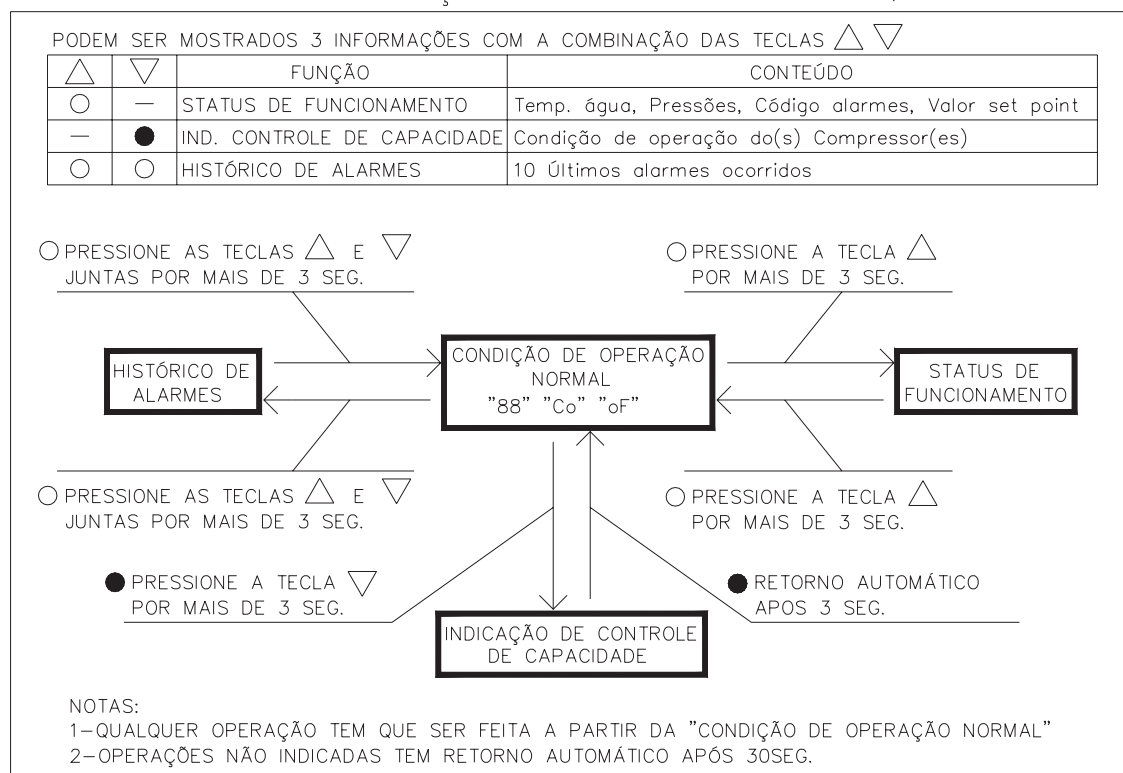 PODEM SER MOSTRADOS 3 INFORMAÇÕES COM A COMBINAÇÃO DAS TECLAS △ ▽
△ ▽ FUNÇÃO CONTEÚDO
○ — STATUS DE FUNCIONAMENTO Temp. água, Pressões, Código alarmes, Valor set point
— ● IND. CONTROLE DE CAPACIDADE Condição de operação do(s) Compressor(es)
○ ○ HISTÓRICO DE ALARMES 10 Últimos alarmes ocorridos
○ PRESSIONE AS TECLAS △ E ▽
JUNTAS POR MAIS DE 3 SEG.
○ PRESSIONE A TECLA △
POR MAIS DE 3 SEG.
HISTÓRICO DE
ALARMES
CONDIÇÃO DE OPERAÇÃO
NORMAL
"88" "Co" "oF"
STATUS DE
FUNCIONAMENTO
○ PRESSIONE AS TECLAS △ E ▽
JUNTAS POR MAIS DE 3 SEG.
○ PRESSIONE A TECLA △
POR MAIS DE 3 SEG.
● PRESSIONE A TECLA ▽
POR MAIS DE 3 SEG.
● RETORNO AUTOMÁTICO
APOS 3 SEG.
INDICAÇÃO DE CONTROLE
DE CAPACIDADE
NOTAS:
1-QUALQUER OPERAÇÃO TEM QUE SER FEITA A PARTIR DA "CONDIÇÃO DE OPERAÇÃO NORMAL"
2-OPERAÇÕES NÃO INDICADAS TEM RETORNO AUTOMÁTICO APÓS 30SEG.